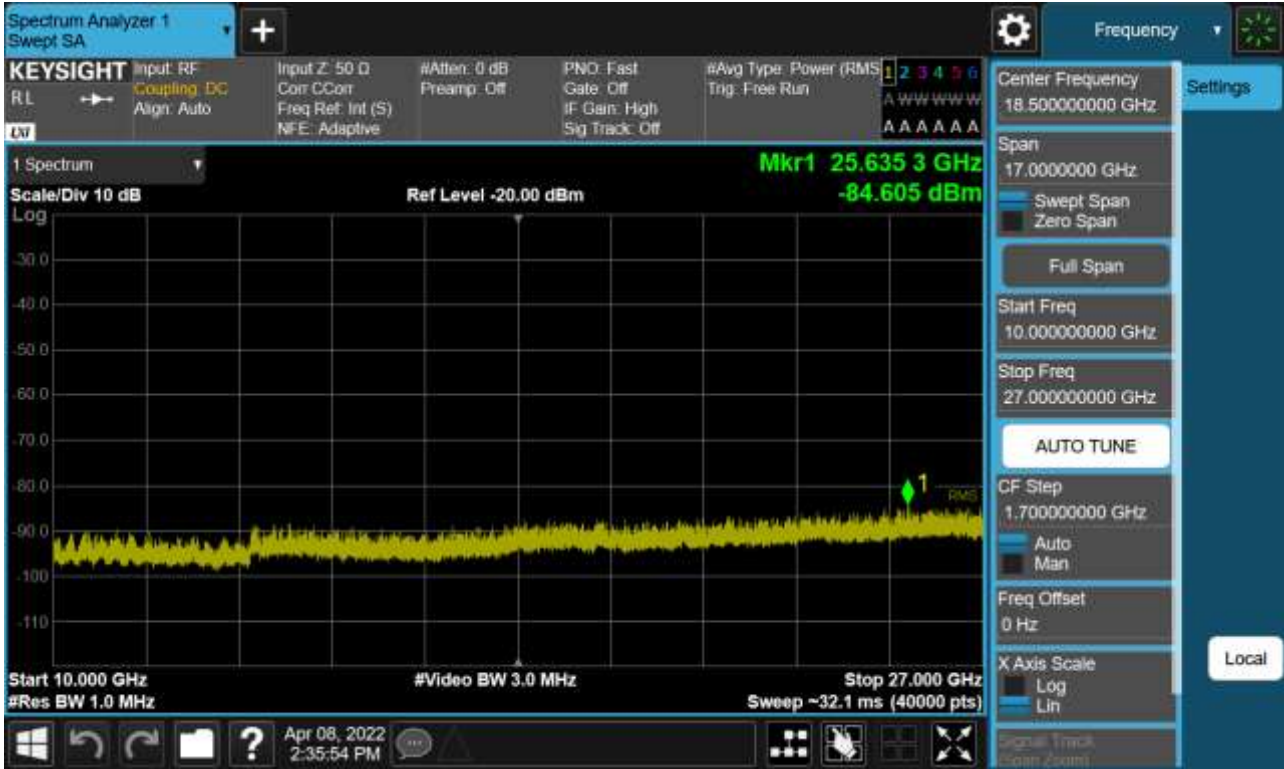 Spectrum Analyzer 1
Swept SA
Frequency
KEYSIGHT
RL
LXI
Input: RF
Coupling: DC
Align: Auto
Input Z: 50 Ω
Corr CCorr
Freq Ref: Int (S)
NFE: Adaptive
#Atten: 0 dB
Preamp: Off
PNO: Fast
Gate: Off
IF Gain: High
Sig Track: Off
#Avg Type: Power (RMS
Trig: Free Run
1 2 3 4 5 6
A W W W W W
A A A A A A
1 Spectrum
Scale/Div 10 dB
Ref Level -20.00 dBm
Mkr1 25.635 3 GHz
-84.605 dBm
Log
-30.0
-40.0
-50.0
-60.0
-70.0
-80.0
-90.0
-100
-110
1
RMS
Start 10.000 GHz
#Video BW 3.0 MHz
Stop 27.000 GHz
#Res BW 1.0 MHz
Sweep ~32.1 ms (40000 pts)
Center Frequency
18.500000000 GHz
Span
17.0000000 GHz
Swept Span
Zero Span
Full Span
Start Freq
10.000000000 GHz
Stop Freq
27.000000000 GHz
AUTO TUNE
CF Step
1.700000000 GHz
Auto
Man
Freq Offset
0 Hz
X Axis Scale
Log
Lin
Signal Track
(Span Zoom)
Settings
Local
?
Apr 08, 2022
2:35:54 PM